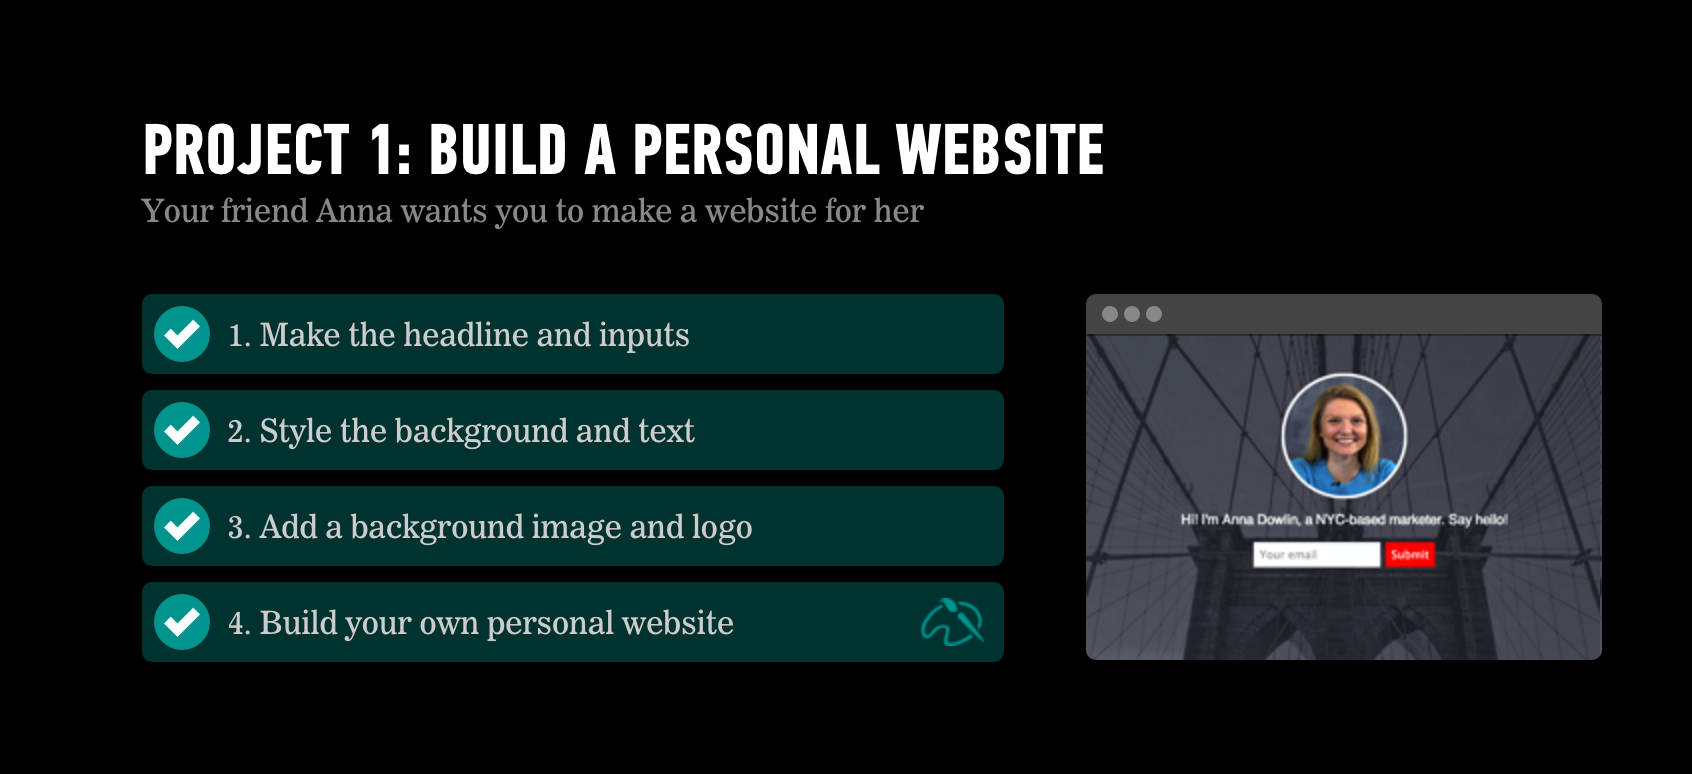 PROJECT 1: BUILD A PERSONAL WEBSITE
Your friend Anna wants you to make a website for her
1. Make the headline and inputs
2. Style the background and text
3. Add a background image and logo
4. Build your own personal website
Hi! I'm Anna Dowlin, a NYC-based marketer. Say hello!
Your email
Submit